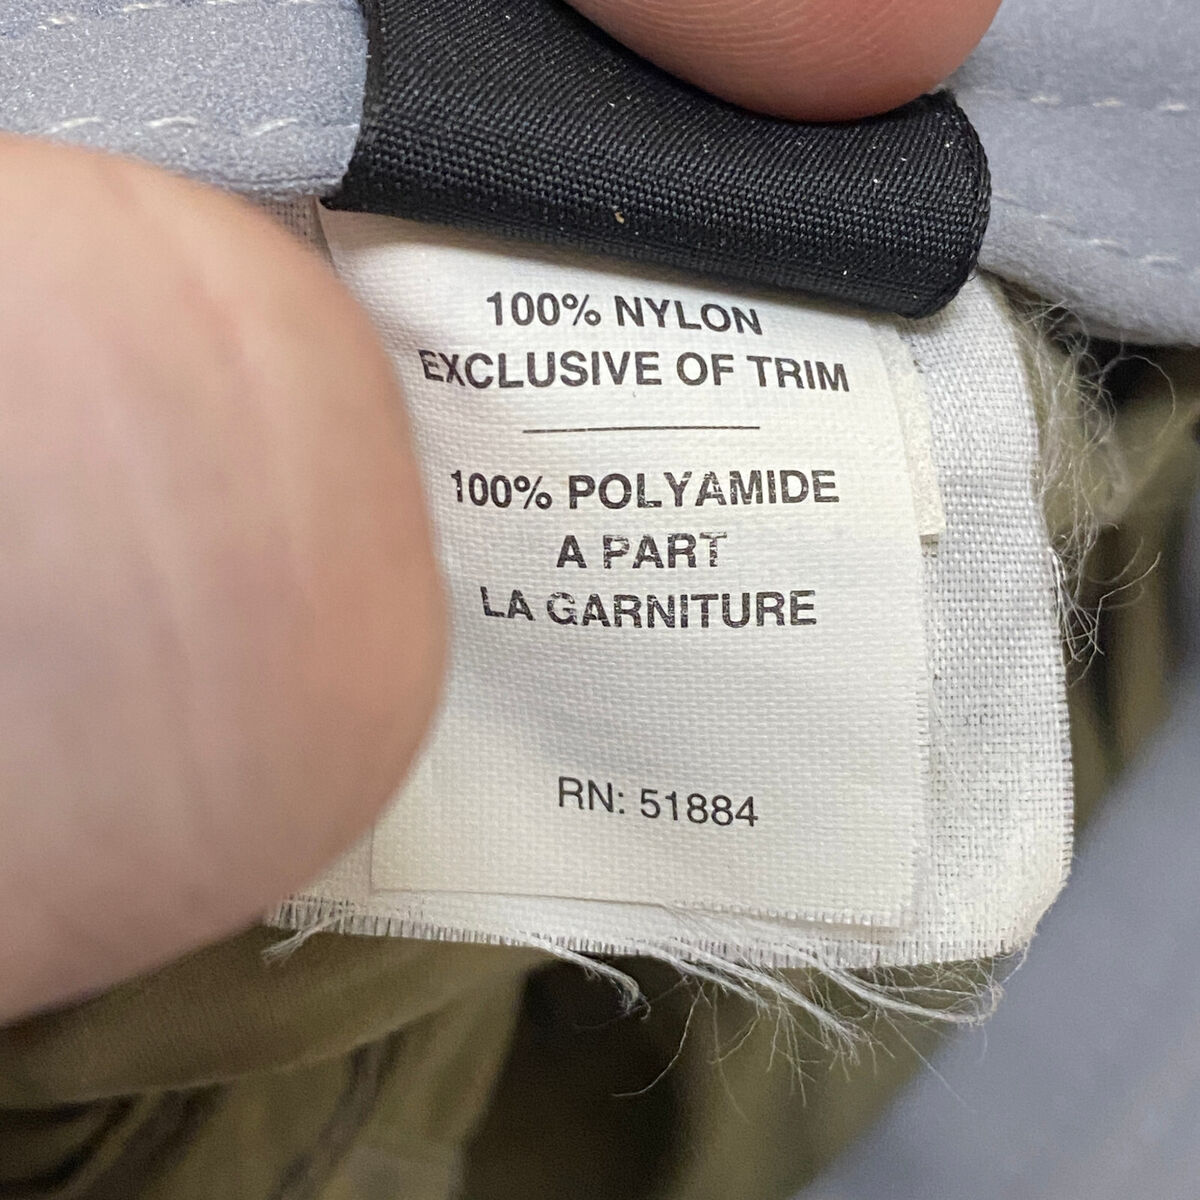 100% NYLON
EXCLUSIVE OF TRIM
100% POLYAMIDE
A PART
LA GARNITURE
RN: 51884